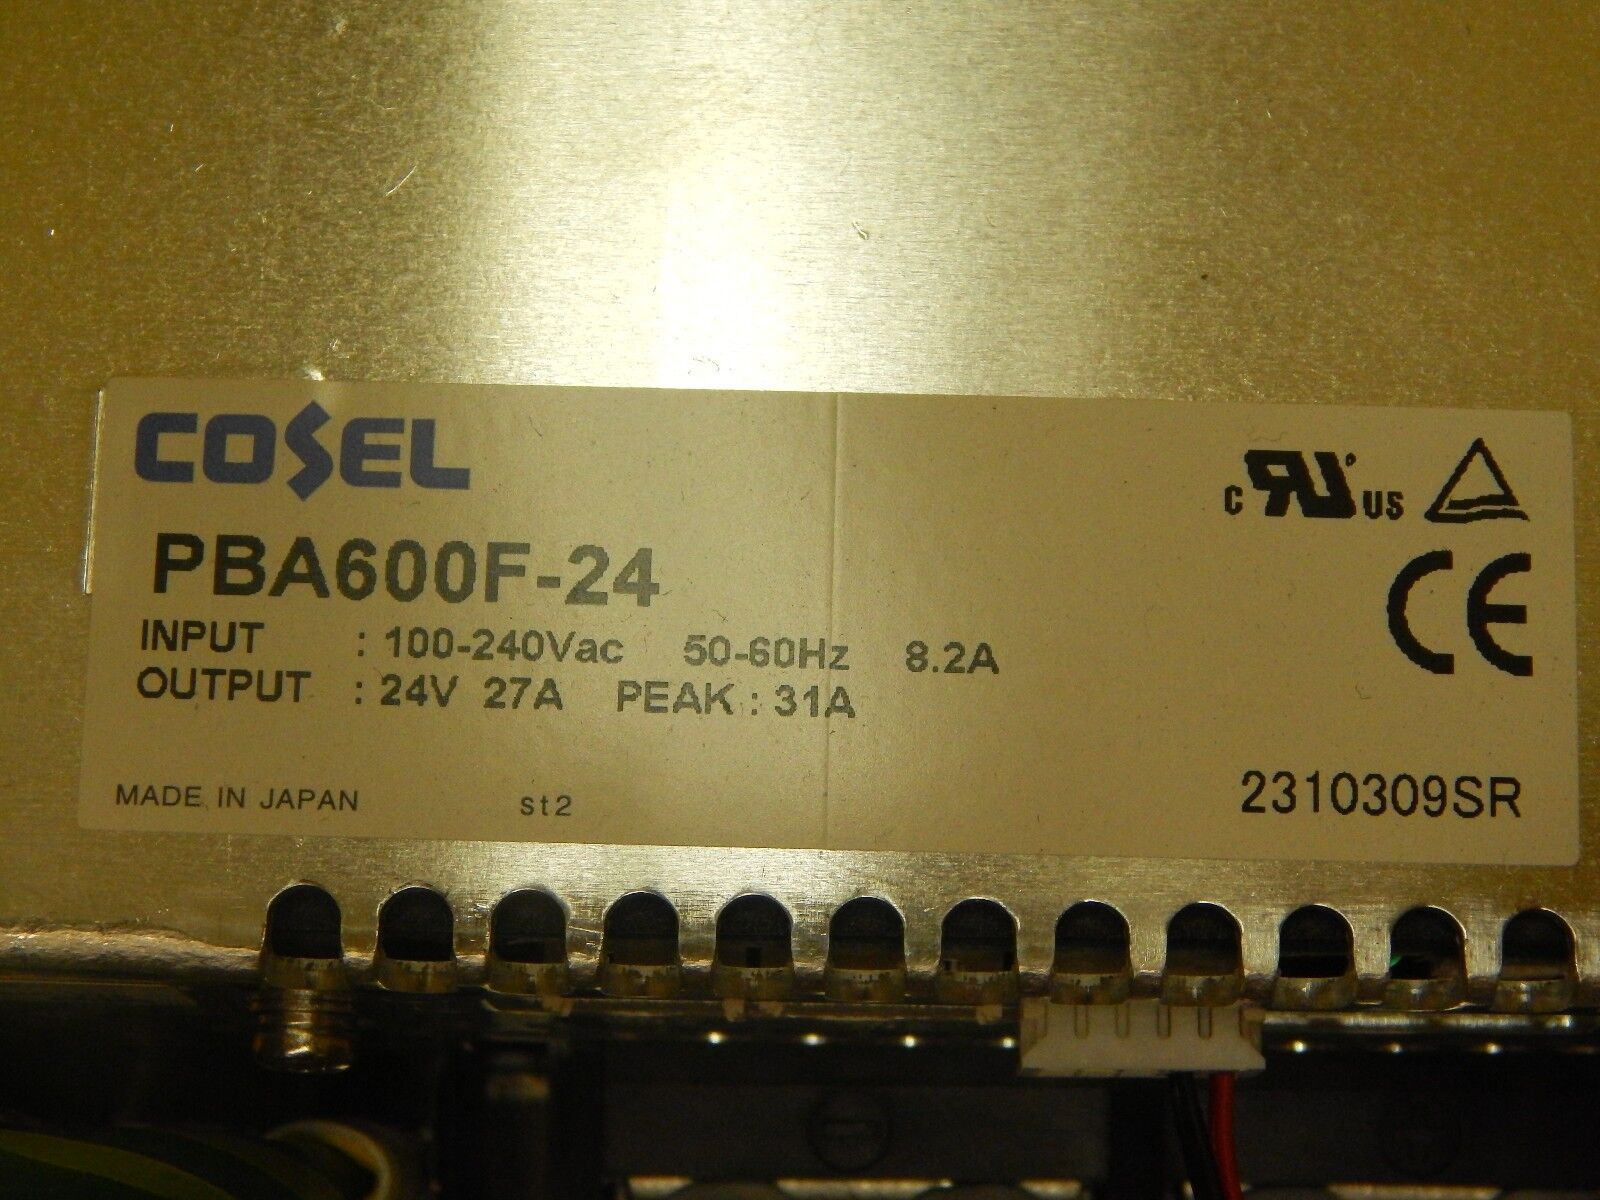 COSEL
PBA600F-24
INPUT : 100-240Vac 50-60Hz 8.2A
OUTPUT : 24V 27A PEAK : 31A
MADE IN JAPAN st2
C RU US
CE
2310309SR